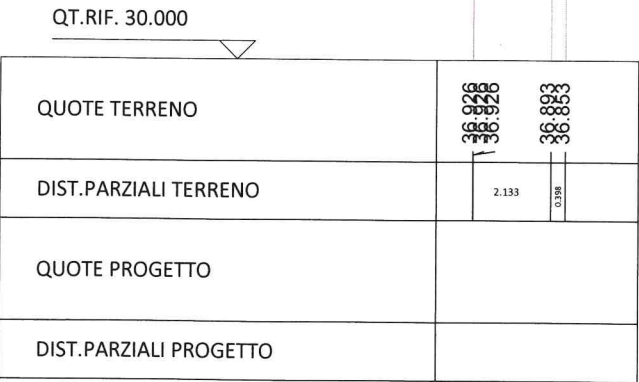 QT.RIF. 30.000
QUOTE TERRENO
36.926
36.926
36.926
36.893
36.853
DIST.PARZIALI TERRENO
2.133
0.398
QUOTE PROGETTO
DIST.PARZIALI PROGETTO